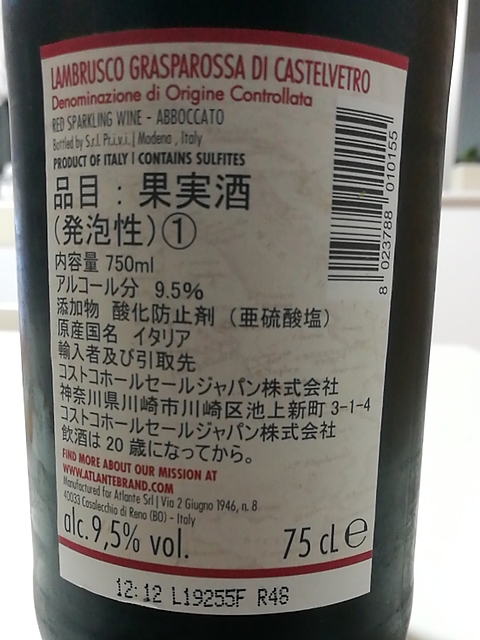 LAMBRUSCO GRASPAROSSA DI CASTELVETRO
Denominazione di Origine Controllata
RED SPARKLING WINE - ABBOCCATO
Bottled by S.r.l. Pr.i.v.i. | Modena, Italy
PRODUCT OF ITALY | CONTAINS SULFITES
品目：果実酒
(発泡性)①
内容量 750ml
アルコール分 9.5%
添加物 酸化防止剤（亜硫酸塩）
原産国名 イタリア
輸入者及び引取先
コストコホールセールジャパン株式会社
神奈川県川崎市川崎区池上新町 3-1-4
コストコホールセールジャパン株式会社
飲酒は 20 歳になってから。
FIND MORE ABOUT OUR MISSION AT
WWW.ATLANTEBRAND.COM
Manufactured for Atlante Srl | Via 2 Giugno 1946, n. 8
40033 Casalecchio di Reno (BO) - Italy
alc. 9,5% vol. 75 cL e
12:12 L19255F R48
8 023788 010155